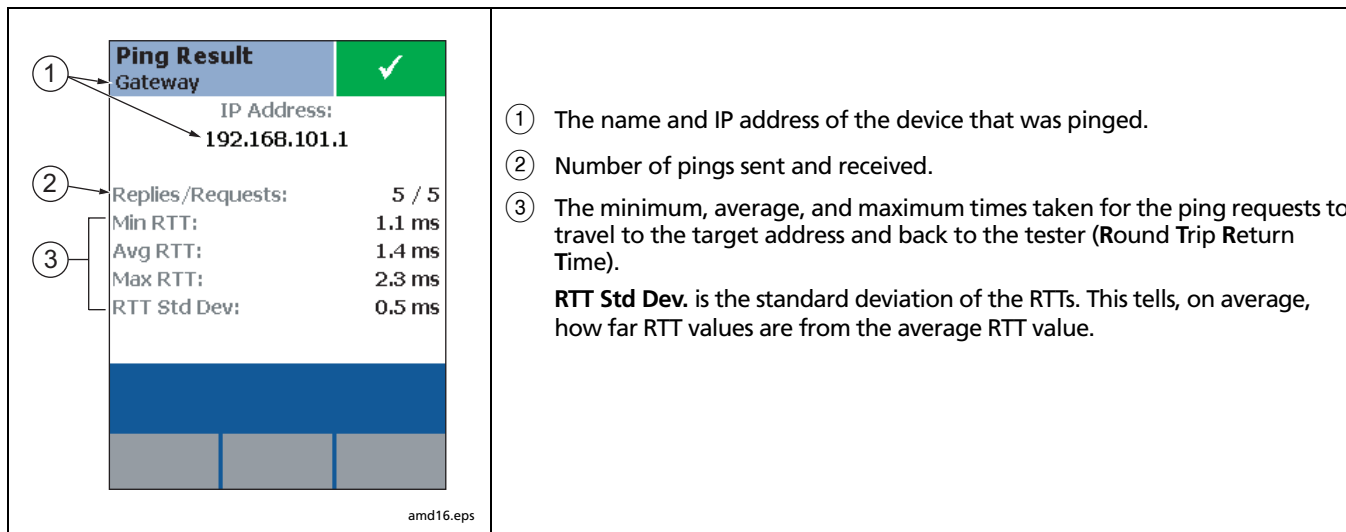 Ping Result
Gateway
✓
IP Address:
192.168.101.1
Replies/Requests: 5 / 5
Min RTT: 1.1 ms
Avg RTT: 1.4 ms
Max RTT: 2.3 ms
RTT Std Dev: 0.5 ms
1
2
3
amd16.eps
1 The name and IP address of the device that was pinged.
2 Number of pings sent and received.
3 The minimum, average, and maximum times taken for the ping requests to
travel to the target address and back to the tester (Round Trip Return
Time).
RTT Std Dev. is the standard deviation of the RTTs. This tells, on average,
how far RTT values are from the average RTT value.